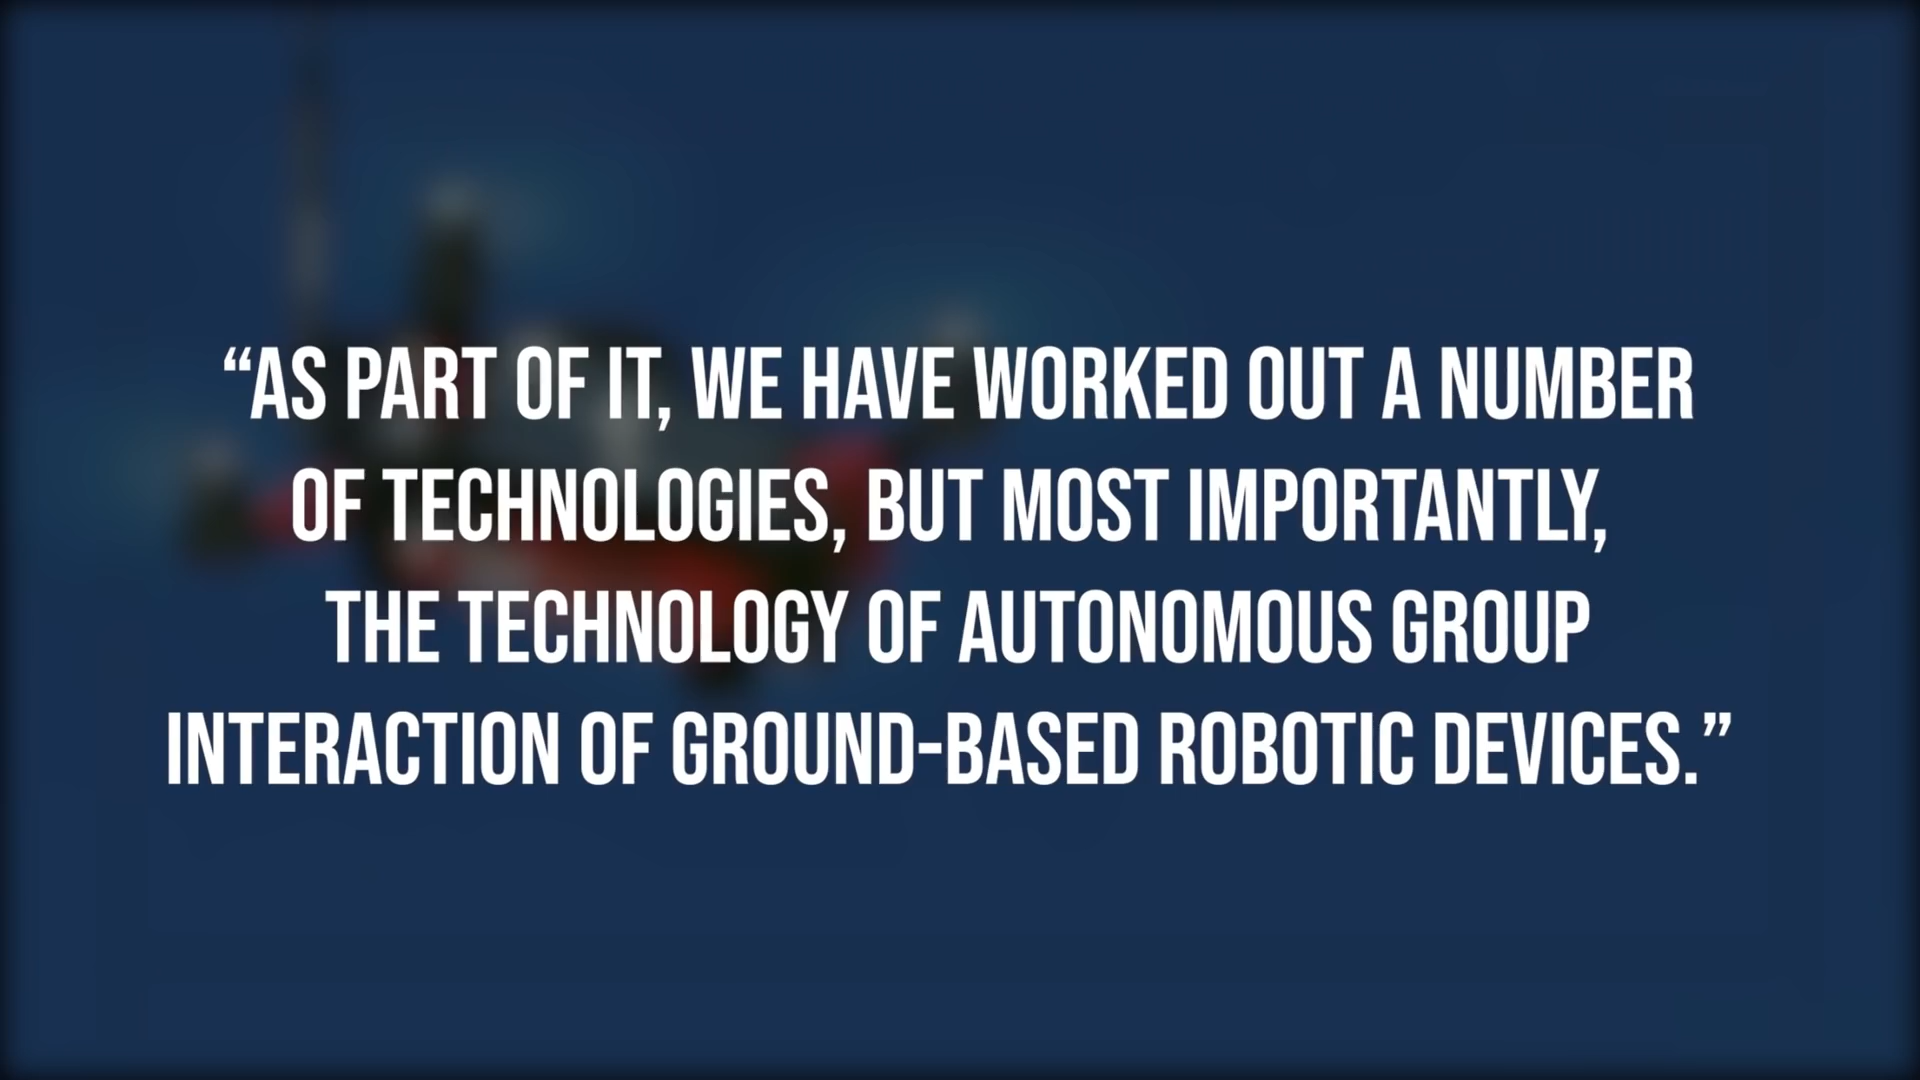 “AS PART OF IT, WE HAVE WORKED OUT A NUMBER
OF TECHNOLOGIES, BUT MOST IMPORTANTLY,
THE TECHNOLOGY OF AUTONOMOUS GROUP
INTERACTION OF GROUND-BASED ROBOTIC DEVICES.”